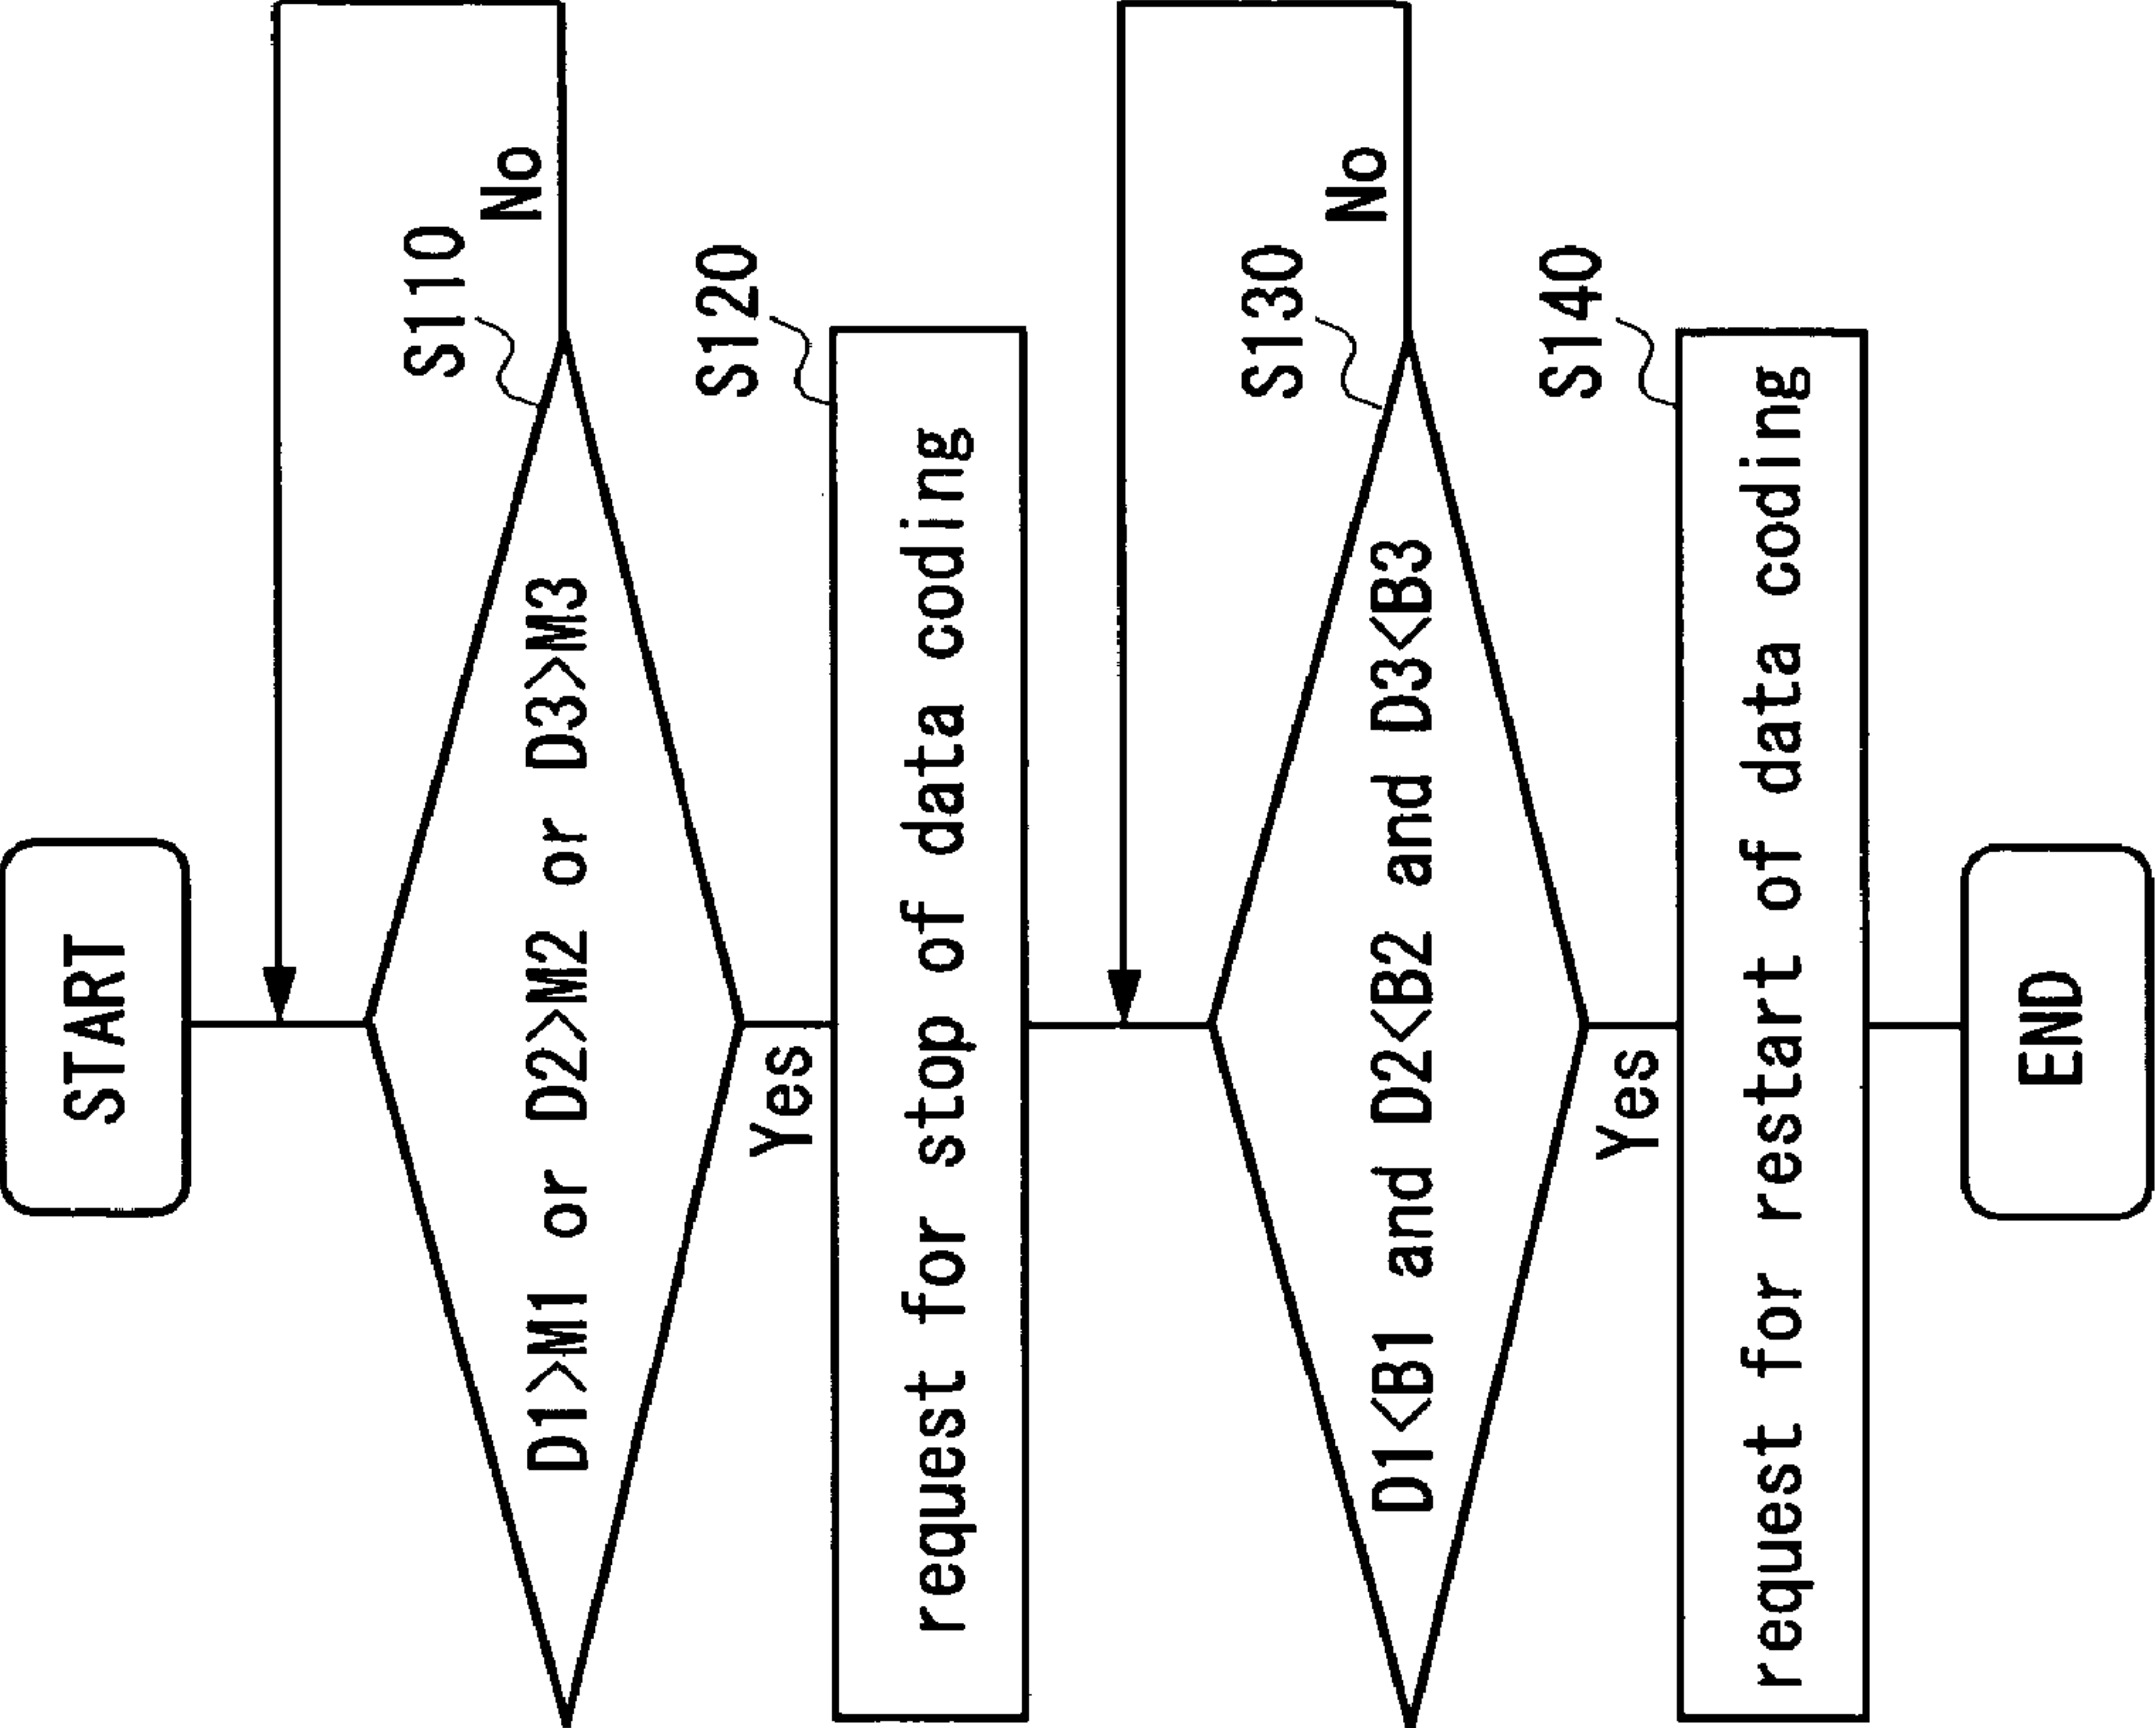 START
S110
No
D1>M1 or D2>M2 or D3>M3
Yes
S120
request for stop of data coding
S130
No
D1<B1 and D2<B2 and D3<B3
Yes
S140
request for restart of data coding
END